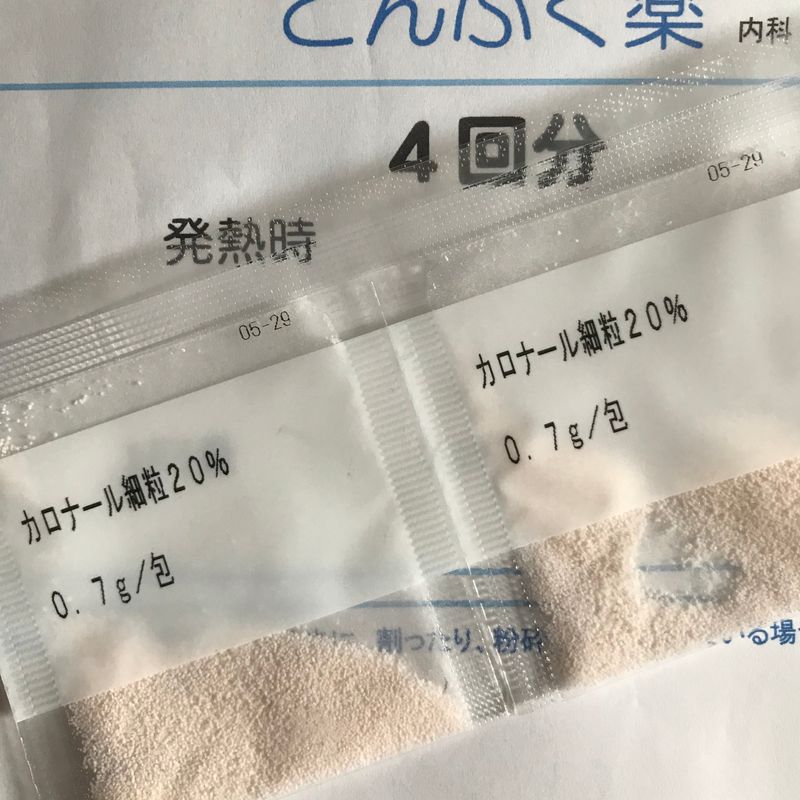 とんぷく薬 内科
4回分
発熱時
05-29
05-29
カロナール細粒20%
0.7g/包
カロナール細粒20%
0.7g/包
削ったり、粉砕
いる場